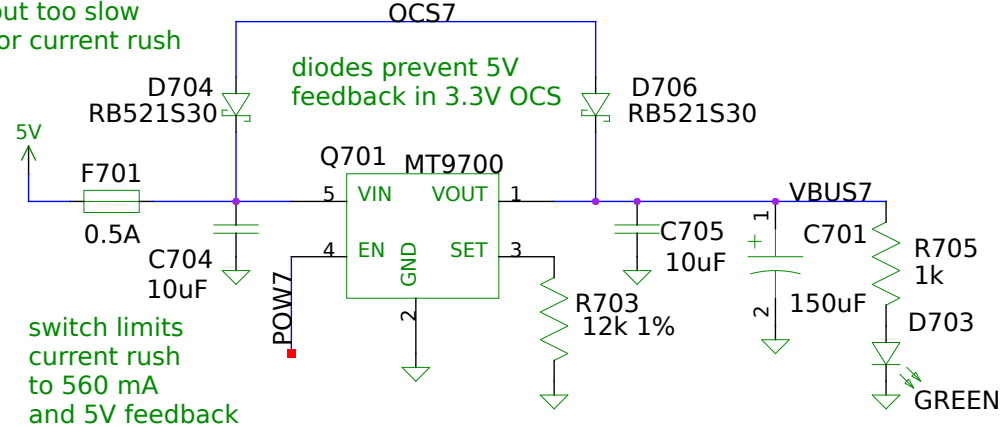 out too slow
or current rush
OCS7
diodes prevent 5V
feedback in 3.3V OCS
D704
RB521S30
D706
RB521S30
5V
F701
0.5A
Q701
MT9700
5
VIN
VOUT
1
4
EN
SET
3
GND
2
C704
10uF
POW7
VBUS7
C705
10uF
1
+
C701
150uF
2
R705
1k
R703
12k 1%
D703
GREEN
switch limits
current rush
to 560 mA
and 5V feedback